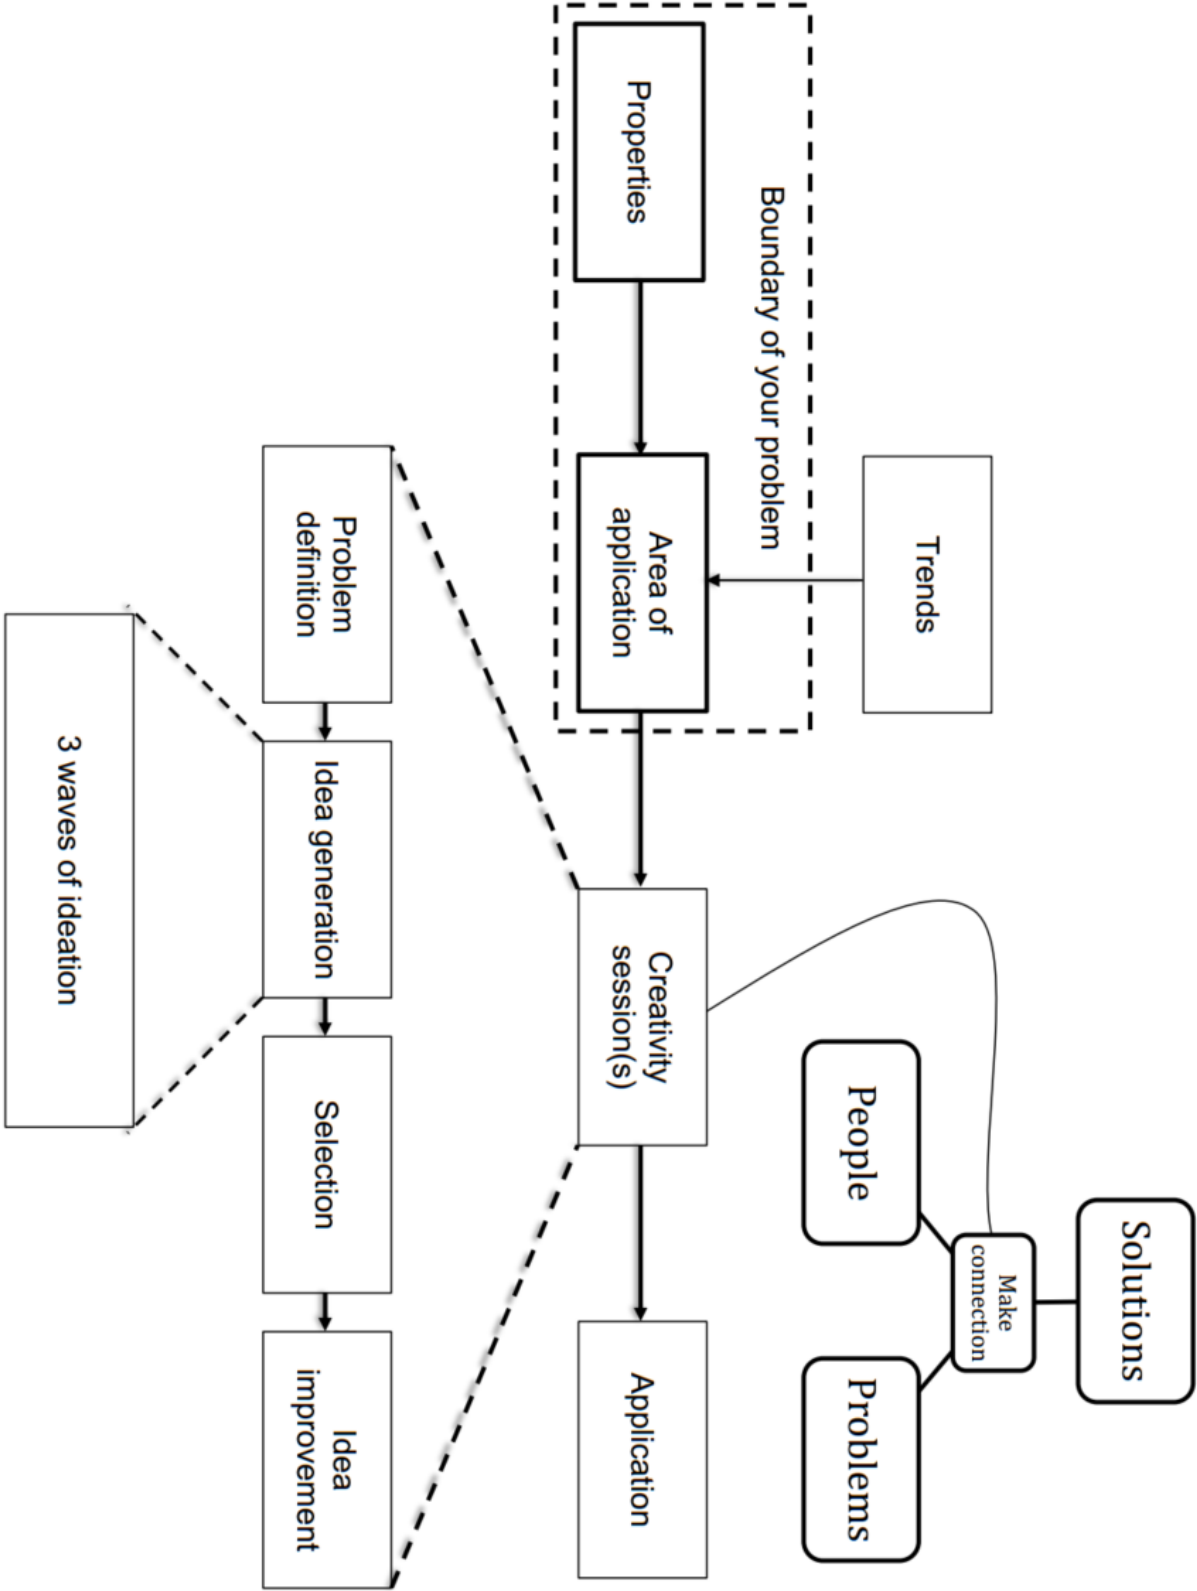 Solutions
Make
connection
People
Problems
Trends
Boundary of your problem
Properties
Area of
application
Creativity
session(s)
Application
Problem
definition
Idea generation
Selection
Idea
improvement
3 waves of ideation